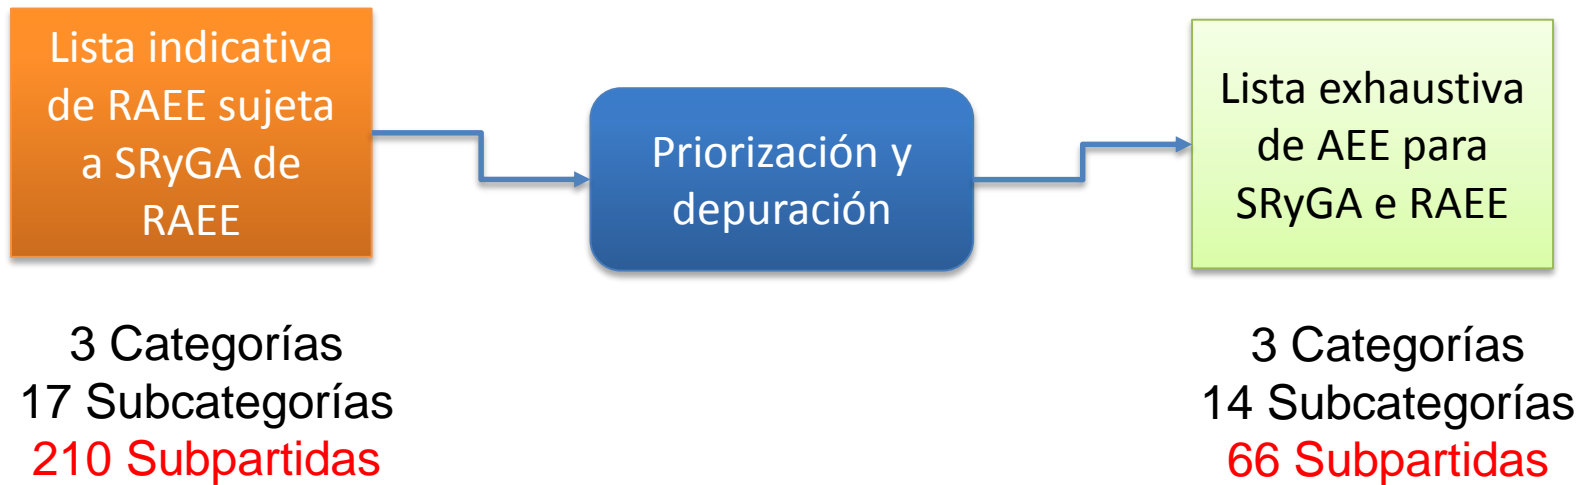 Lista indicativa
de RAEE sujeta
a SRyGA de
RAEE
Priorización y
depuración
Lista exhaustiva
de AEE para
SRyGA e RAEE
3 Categorías
17 Subcategorías
210 Subpartidas
3 Categorías
14 Subcategorías
66 Subpartidas